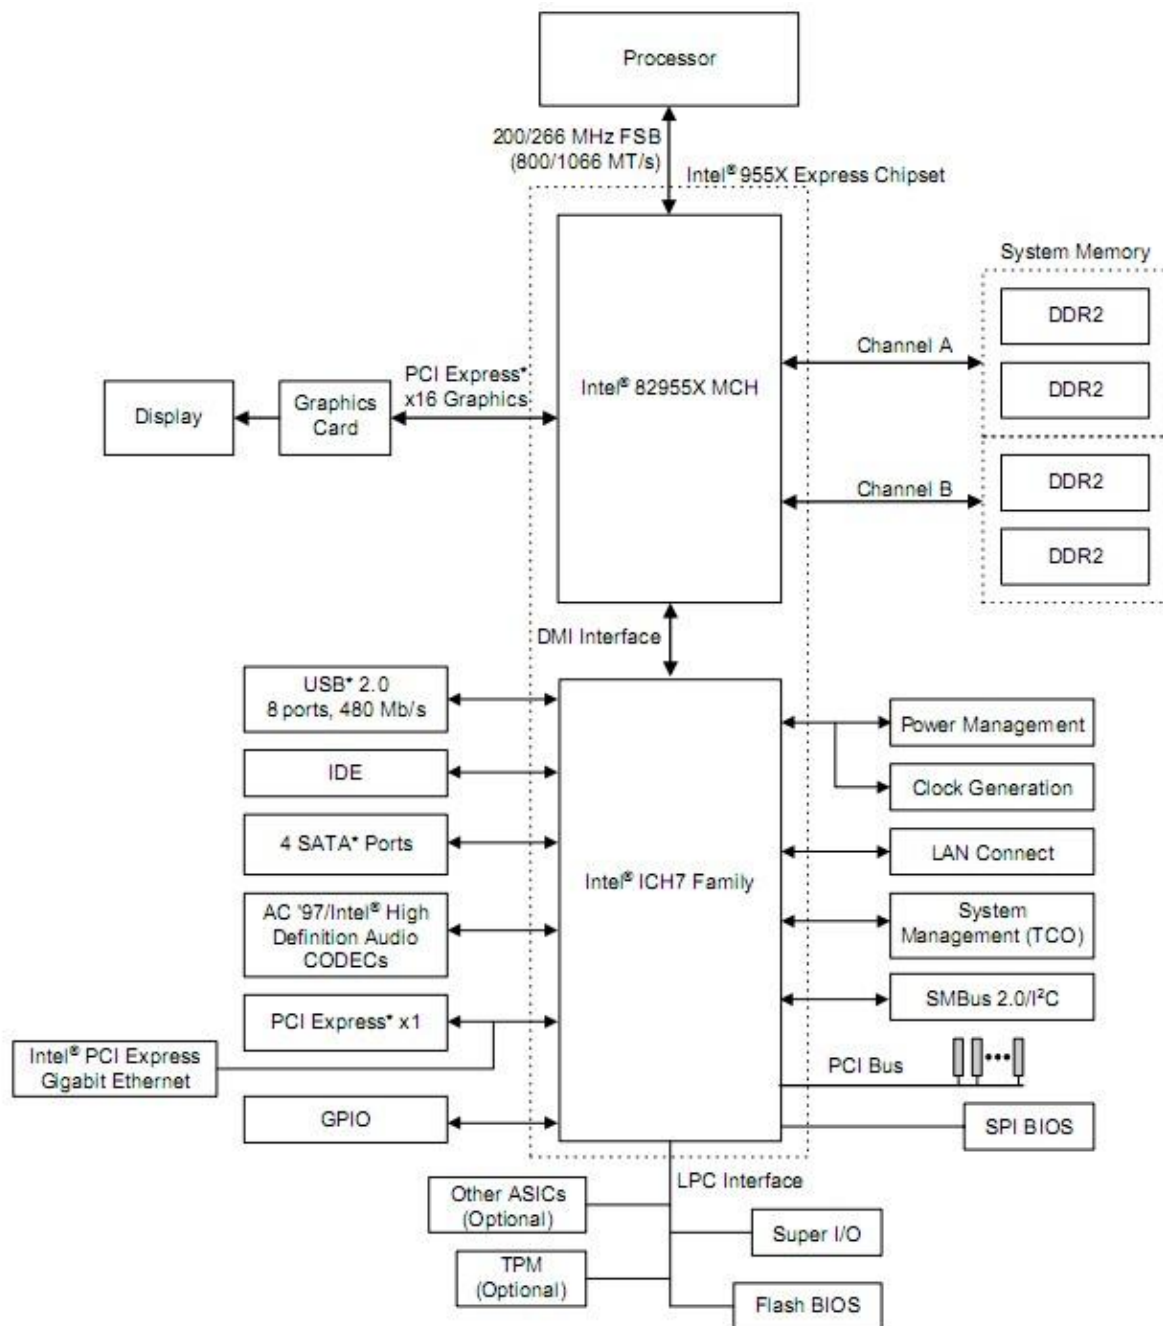 Processor
200/266 MHz FSB
(800/1066 MT/s)
Intel® 955X Express Chipset
System Memory
DDR2
Channel A
Intel® 82955X MCH
DDR2
PCI Express*
x16 Graphics
Display
Graphics
Card
DDR2
Channel B
DDR2
DMI Interface
USB* 2.0
8 ports, 480 Mb/s
Power Management
IDE
Clock Generation
4 SATA* Ports
LAN Connect
Intel® ICH7 Family
AC '97/Intel® High
Definition Audio
CODECs
System
Management (TCO)
SMBus 2.0/I²C
PCI Express* x1
Intel® PCI Express
Gigabit Ethernet
PCI Bus
GPIO
SPI BIOS
LPC Interface
Other ASICs
(Optional)
Super I/O
TPM
(Optional)
Flash BIOS